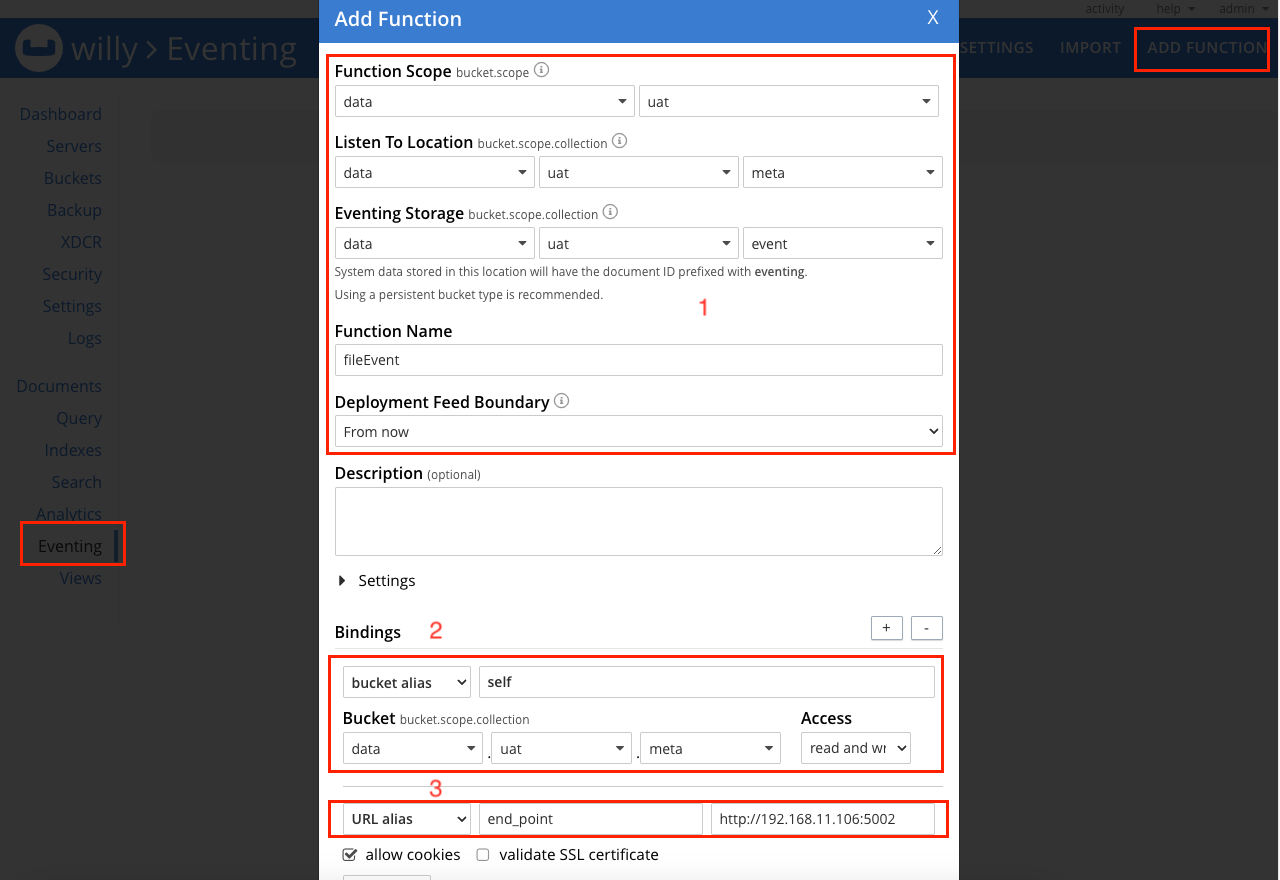 activity help admin
willy > Eventing
SETTINGS IMPORT ADD FUNCTION
Dashboard
Servers
Buckets
Backup
XDCR
Security
Settings
Logs
Documents
Query
Indexes
Search
Analytics
Eventing
Views
Add Function X
Function Scope bucket.scope
data uat
Listen To Location bucket.scope.collection
data uat meta
Eventing Storage bucket.scope.collection
data uat event
System data stored in this location will have the document ID prefixed with eventing.
Using a persistent bucket type is recommended.
1
Function Name
fileEvent
Deployment Feed Boundary
From now
Description (optional)
Settings
Bindings 2 + -
bucket alias self
Bucket bucket.scope.collection Access
data . uat . meta read and wr
3
URL alias end_point http://192.168.11.106:5002
allow cookies validate SSL certificate